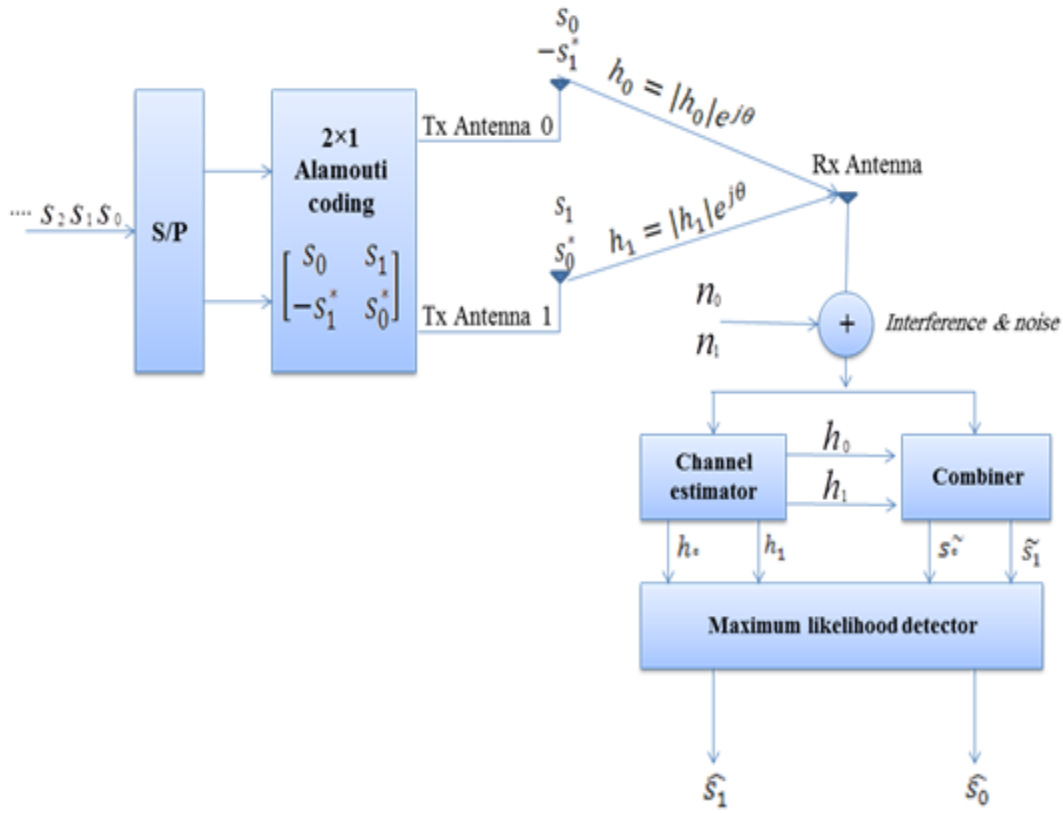 .... S₂ S₁ S₀
S/P
2×1
Alamouti
coding
[ s₀ s₁
−s₁* s₀* ]
Tx Antenna 0
Tx Antenna 1
s₀
−s₁*
s₁
s₀*
h₀ = |h₀|e^{jθ}
h₁ = |h₁|e^{jθ}
Rx Antenna
n₀
n₁
+
Interference & noise
Channel
estimator
h₀
h₁
Combiner
h₀
h₁
s₀~
s̃₁
Maximum likelihood detector
ŝ₁
ŝ₀